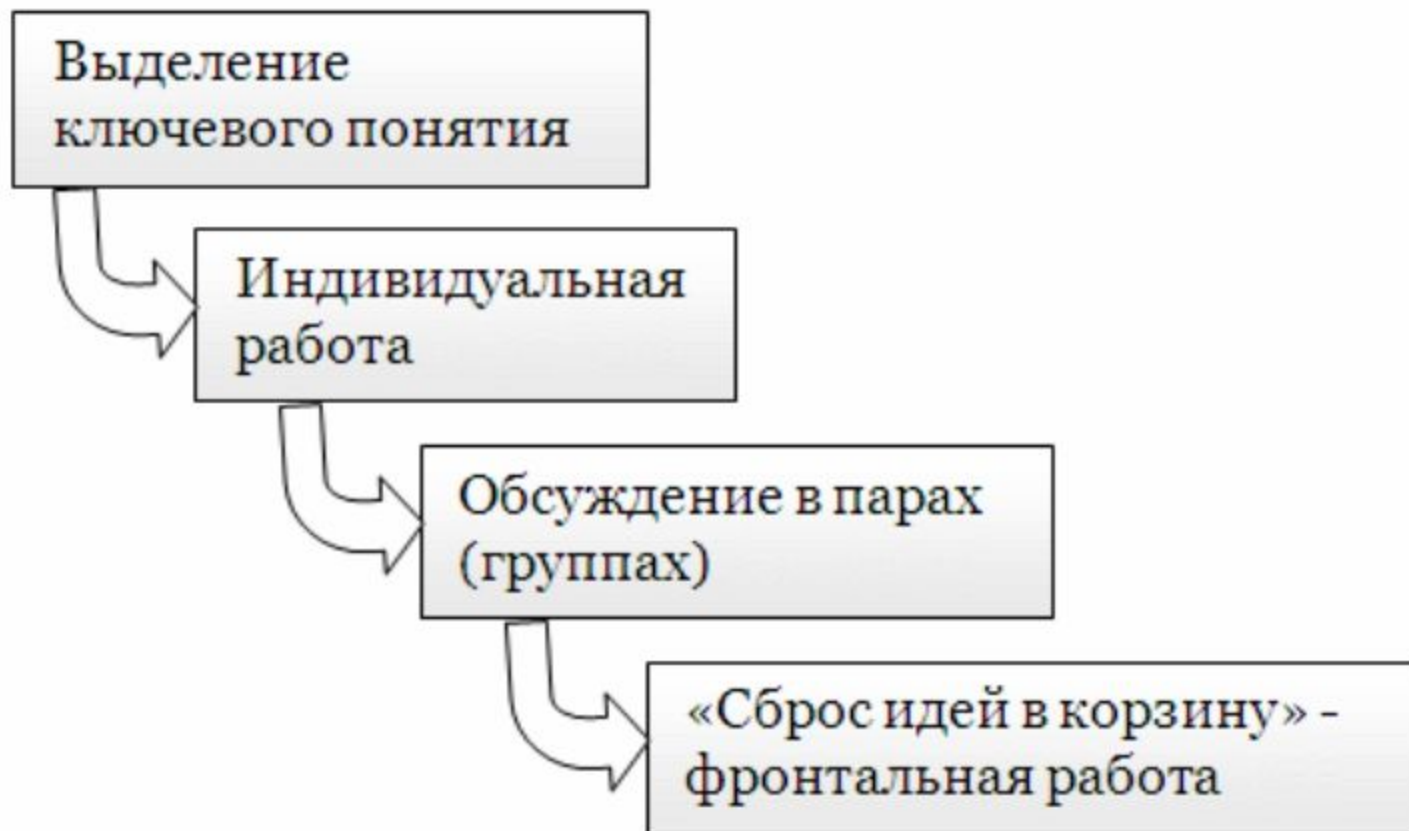 Выделение
ключевого понятия
Индивидуальная
работа
Обсуждение в парах
(группах)
«Сброс идей в корзину» -
фронтальная работа